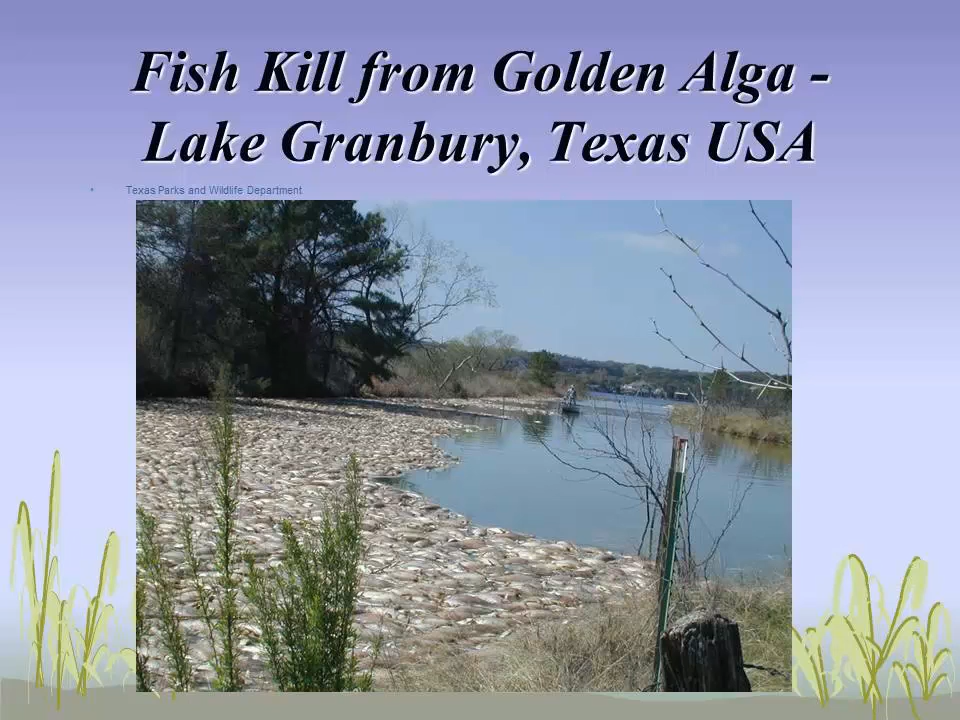 Fish Kill from Golden Alga -
Lake Granbury, Texas USA
• Texas Parks and Wildlife Department